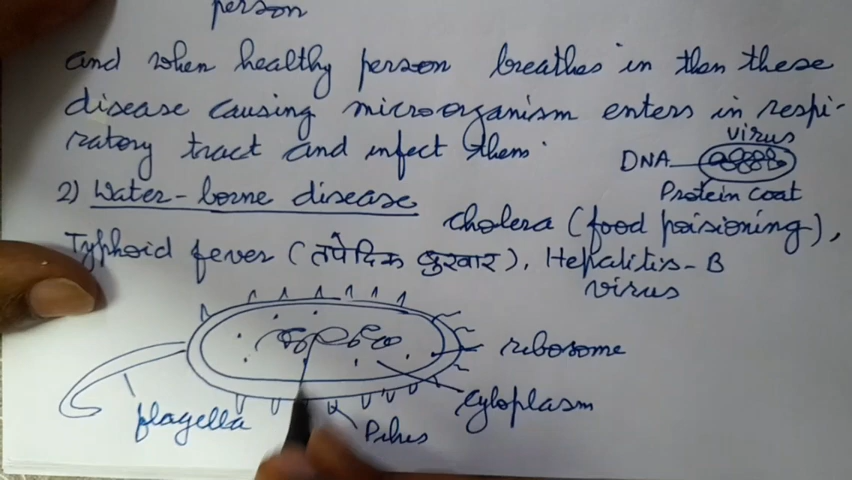 person
and when healthy person breathes in then these
disease causing microorganism enters in respi-
ratory tract and infect them.
virus
DNA
Protein coat
2) Water-borne disease
cholera (food poisioning),
Typhoid fever (तपेदिक बुखार), Hepatitis-B
virus
ribosome
cytoplasm
flagella
Pilus